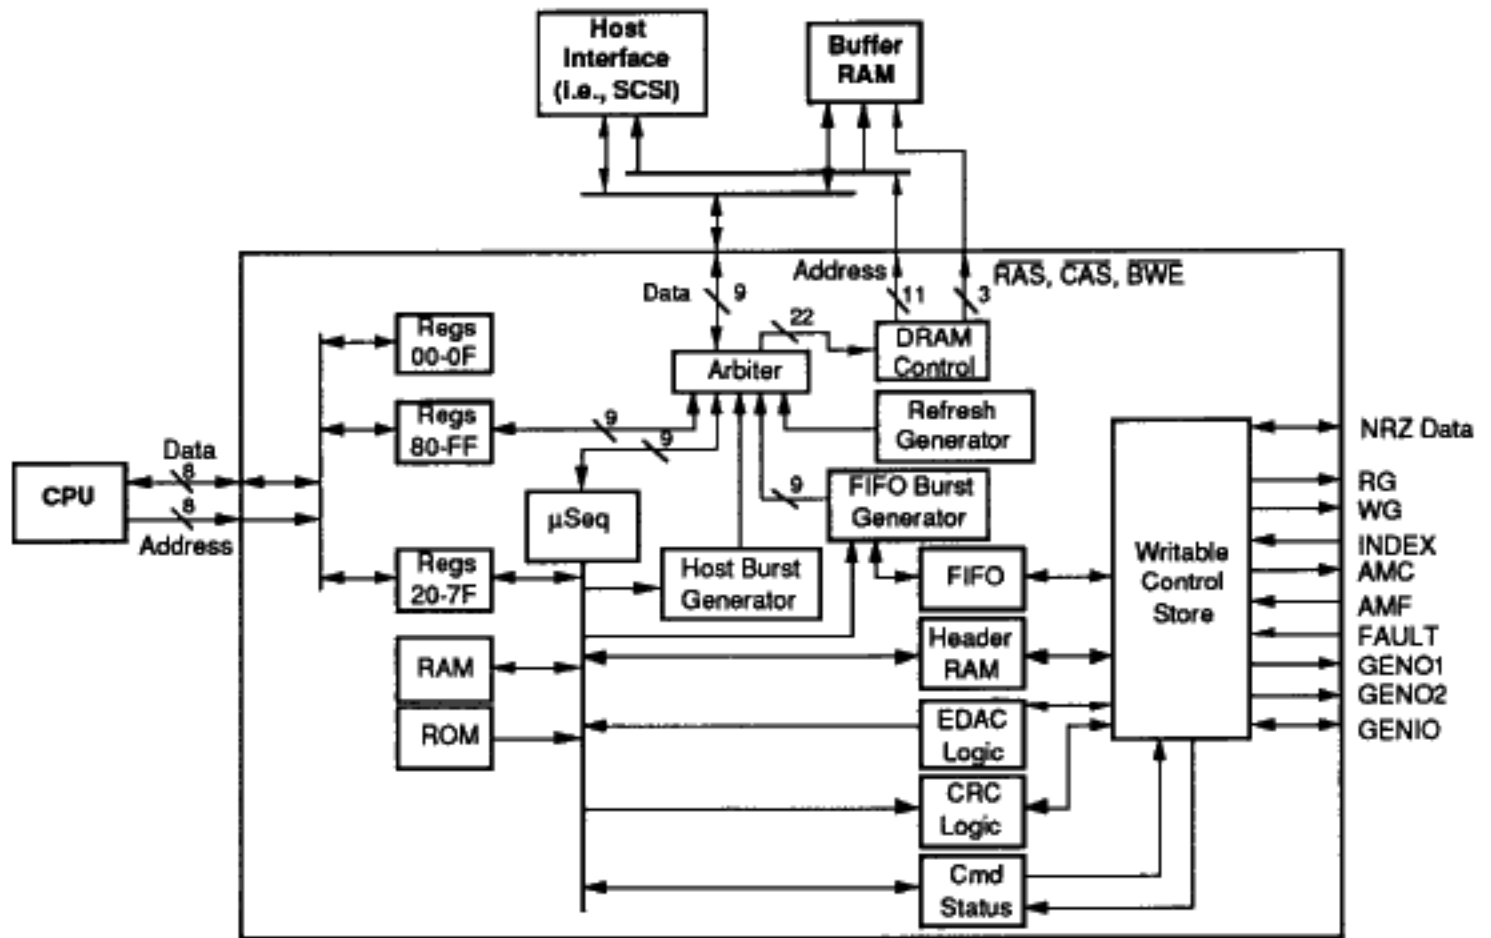 Host
Interface
(i.e., SCSI)
Buffer
RAM
Address
11
3
RAS, CAS, BWE
Data
9
22
Regs
00-0F
Arbiter
DRAM
Control
Regs
80-FF
9
9
Refresh
Generator
NRZ Data
Data
8
CPU
8
Address
µSeq
9
FIFO Burst
Generator
RG
WG
INDEX
AMC
AMF
FAULT
GENO1
GENO2
GENIO
Writable
Control
Store
Regs
20-7F
Host Burst
Generator
FIFO
Header
RAM
RAM
ROM
EDAC
Logic
CRC
Logic
Cmd
Status